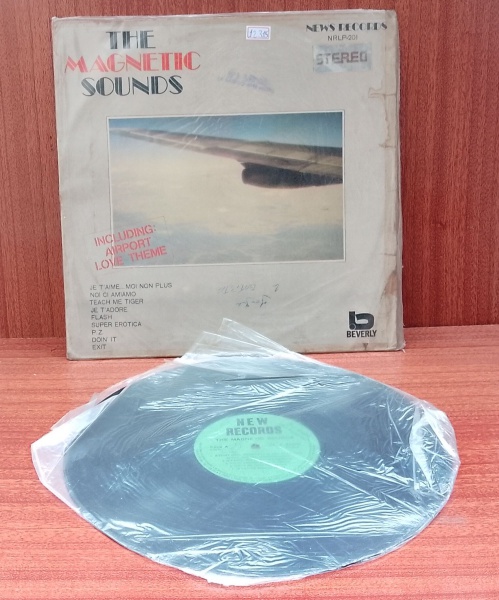 THE
MAGNETIC
SOUNDS
NEWS RECORDS
NRLP-201
STEREO
INCLUDING:
AIRPORT
LOVE THEME
JE T'AIME... MOI NON PLUS
NOI CI AMIAMO
TEACH ME TIGER
JE T'ADORE
FLASH
SUPER EROTICA
P Z
DOIN IT
EXIT
b
BEVERLY
NEW
RECORDS
THE MAGNETIC